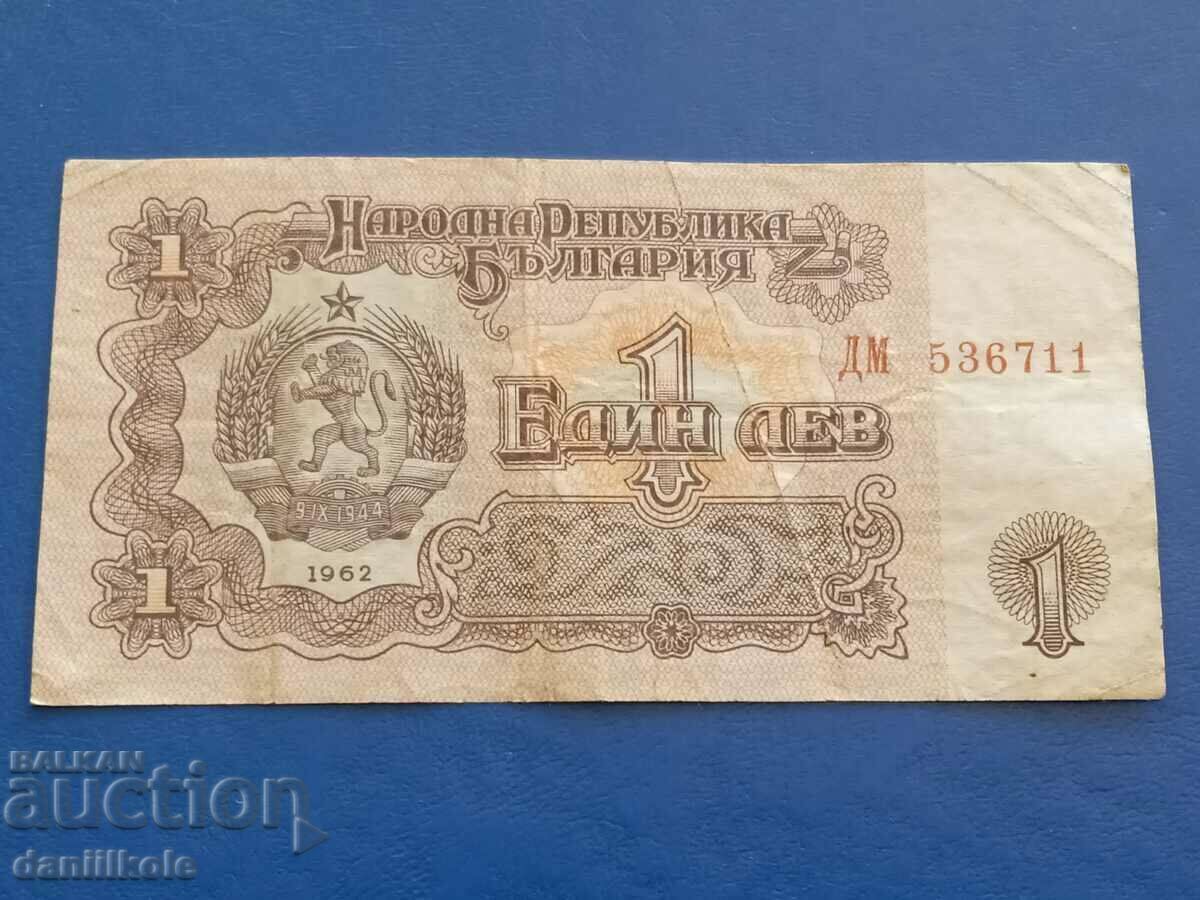 1
НАРОДНА РЕПУБЛИКА
БЪЛГАРИЯ
ДМ 536711
1
ЕДИН ЛЕВ
9·IX·1944
1962
1
1
BALKAN
auction
daniilkole